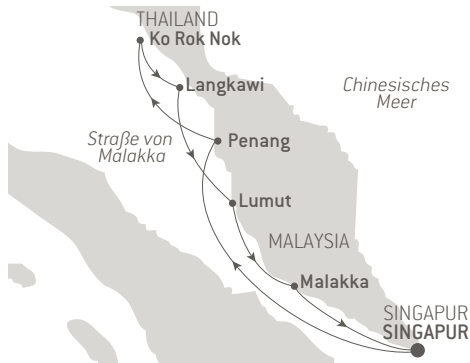 THAILAND
Ko Rok Nok
Langkawi
Chinesisches
Meer
Straße von
Malakka
Penang
Lumut
MALAYSIA
Malakka
SINGAPUR
SINGAPUR